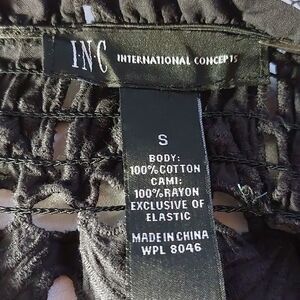 INC INTERNATIONAL CONCEPTS
S
BODY:
100% COTTON
CAMI:
100% RAYON
EXCLUSIVE OF
ELASTIC
MADE IN CHINA
WPL 8046